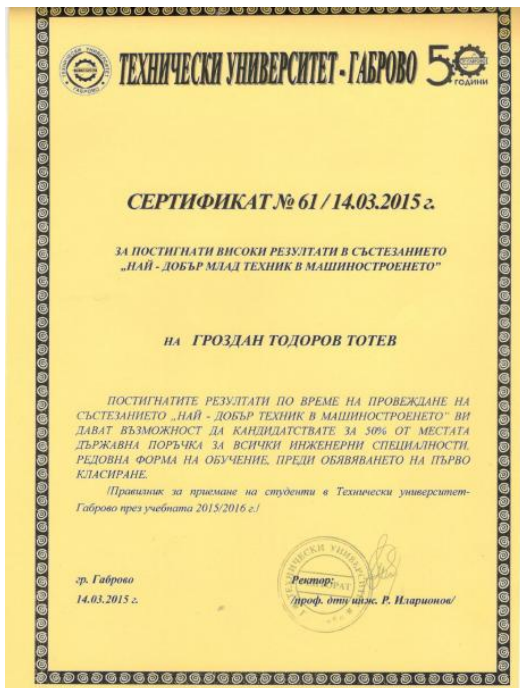 ТЕХНИЧЕСКИ УНИВЕРСИТЕТ - ГАБРОВО 50
ГОДИНИ
СЕРТИФИКАТ № 61 / 14.03.2015 г.
ЗА ПОСТИГНАТИ ВИСОКИ РЕЗУЛТАТИ В СЪСТЕЗАНИЕТО
„НАЙ - ДОБЪР МЛАД ТЕХНИК В МАШИНОСТРОЕНЕТО"
НА ГРОЗДАН ТОДОРОВ ТОТЕВ
ПОСТИГНАТИТЕ РЕЗУЛТАТИ ПО ВРЕМЕ НА ПРОВЕЖДАНЕ НА
СЪСТЕЗАНИЕТО „НАЙ - ДОБЪР ТЕХНИК В МАШИНОСТРОЕНЕТО" ВИ
ДАВАТ ВЪЗМОЖНОСТ ДА КАНДИДАТСТВАТЕ ЗА 50% ОТ МЕСТАТА
ДЪРЖАВНА ПОРЪЧКА ЗА ВСИЧКИ ИНЖЕНЕРНИ СПЕЦИАЛНОСТИ,
РЕДОВНА ФОРМА НА ОБУЧЕНИЕ, ПРЕДИ ОБЯВЯВАНЕТО НА ПЪРВО
КЛАСИРАНЕ.
/Правилник за приемане на студенти в Технически университет-
Габрово през учебната 2015/2016 г./
гр. Габрово
Ректор:
14.03.2015 г.
/проф. дтн инж. Р. Иларионов/